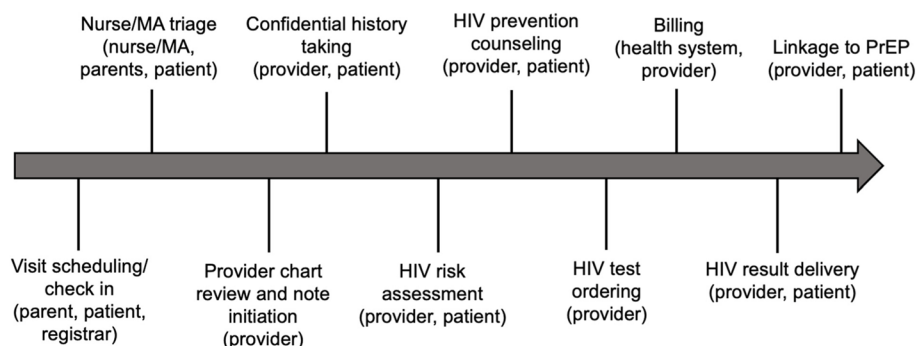 Nurse/MA triage
(nurse/MA,
parents, patient)
Confidential history
taking
(provider, patient)
HIV prevention
counseling
(provider, patient)
Billing
(health system,
provider)
Linkage to PrEP
(provider, patient)
Visit scheduling/
check in
(parent, patient,
registrar)
Provider chart
review and note
initiation
(provider)
HIV risk
assessment
(provider, patient)
HIV test
ordering
(provider)
HIV result delivery
(provider, patient)